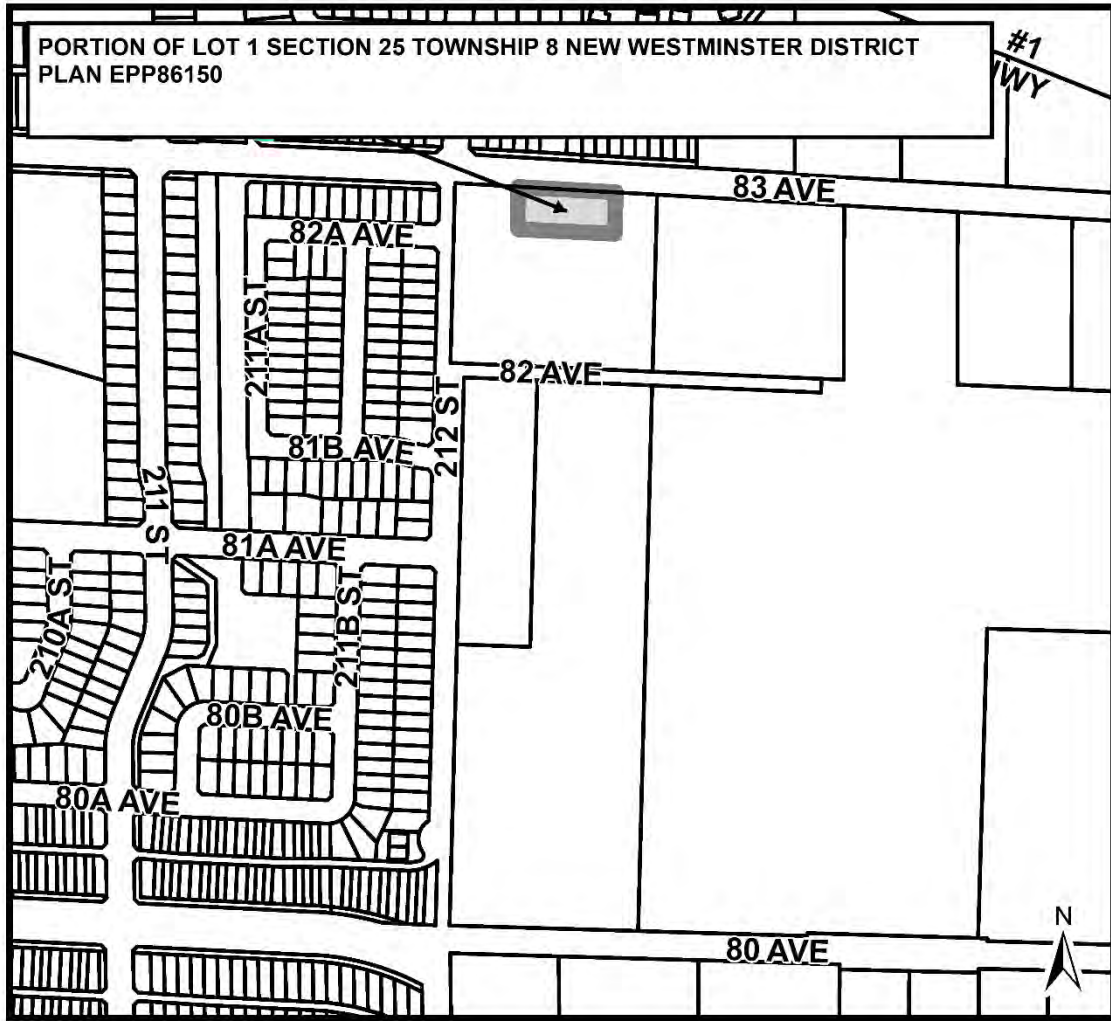 PORTION OF LOT 1 SECTION 25 TOWNSHIP 8 NEW WESTMINSTER DISTRICT
PLAN EPP86150
#1
HWY
83 AVE
82A AVE
211A ST
82 AVE
212 ST
81B AVE
211 ST
81A AVE
210A ST
211B ST
80B AVE
80A AVE
N
80 AVE